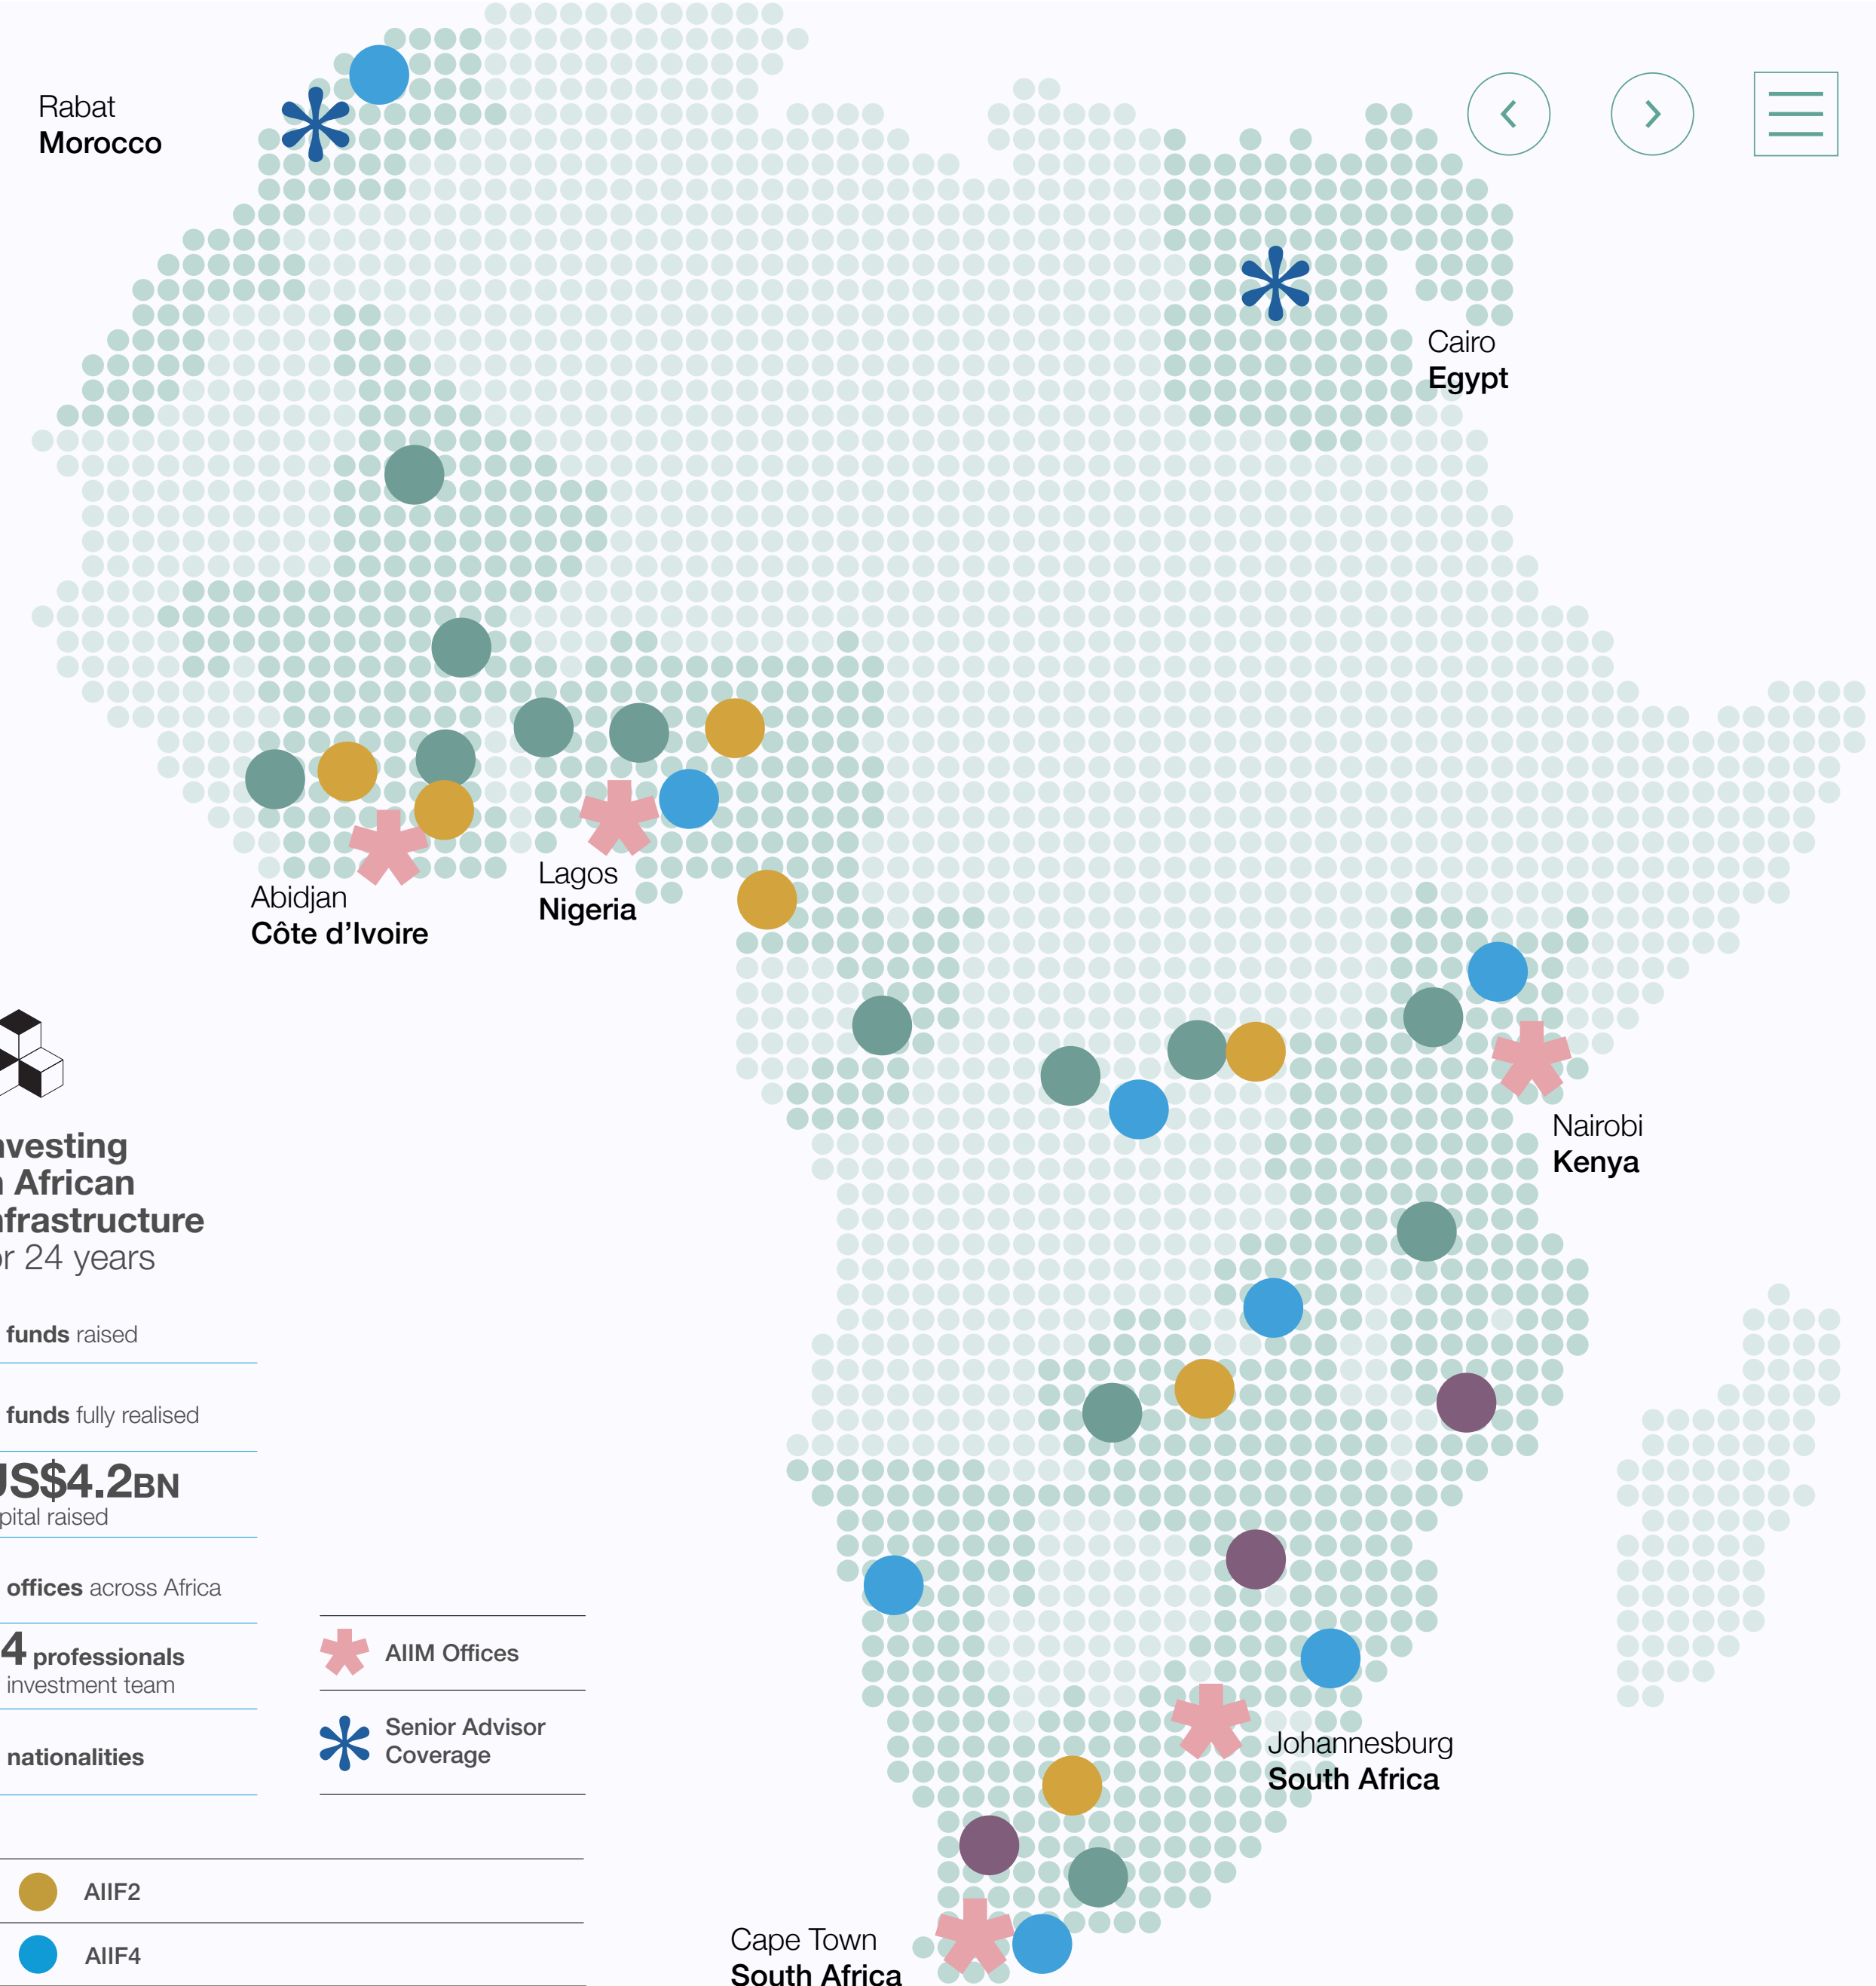 Rabat
Morocco
Cairo
Egypt
Lagos
Nigeria
Abidjan
Côte d’Ivoire
Nairobi
Kenya
nvesting
African
nfrastructure
r 24 years
funds raised
funds fully realised
US$4.2BN
pital raised
offices across Africa
4 professionals
investment team
nationalities
AIIM Offices
Senior Advisor
Coverage
Johannesburg
South Africa
AIIF2
AIIF4
Cape Town
South Africa